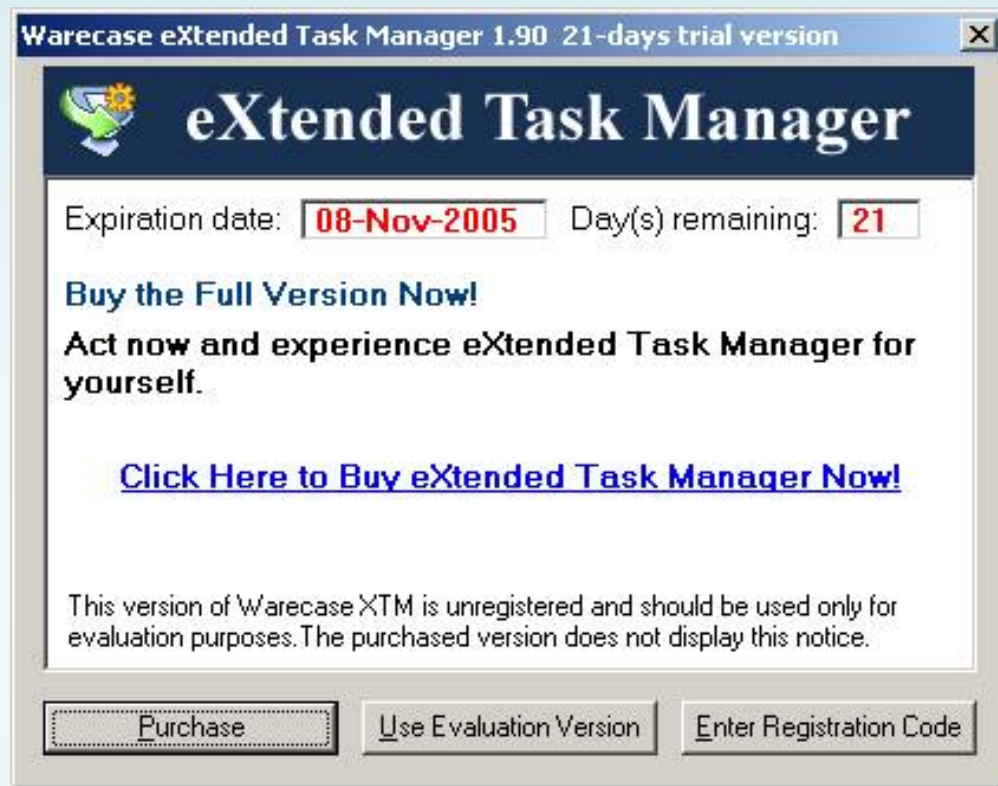 Warecase eXtended Task Manager 1.90 21-days trial version
eXtended Task Manager
Expiration date: 08-Nov-2005 Day(s) remaining: 21
Buy the Full Version Now!
Act now and experience eXtended Task Manager for
yourself.
Click Here to Buy eXtended Task Manager Now!
This version of Warecase XTM is unregistered and should be used only for
evaluation purposes.The purchased version does not display this notice.
Purchase Use Evaluation Version Enter Registration Code